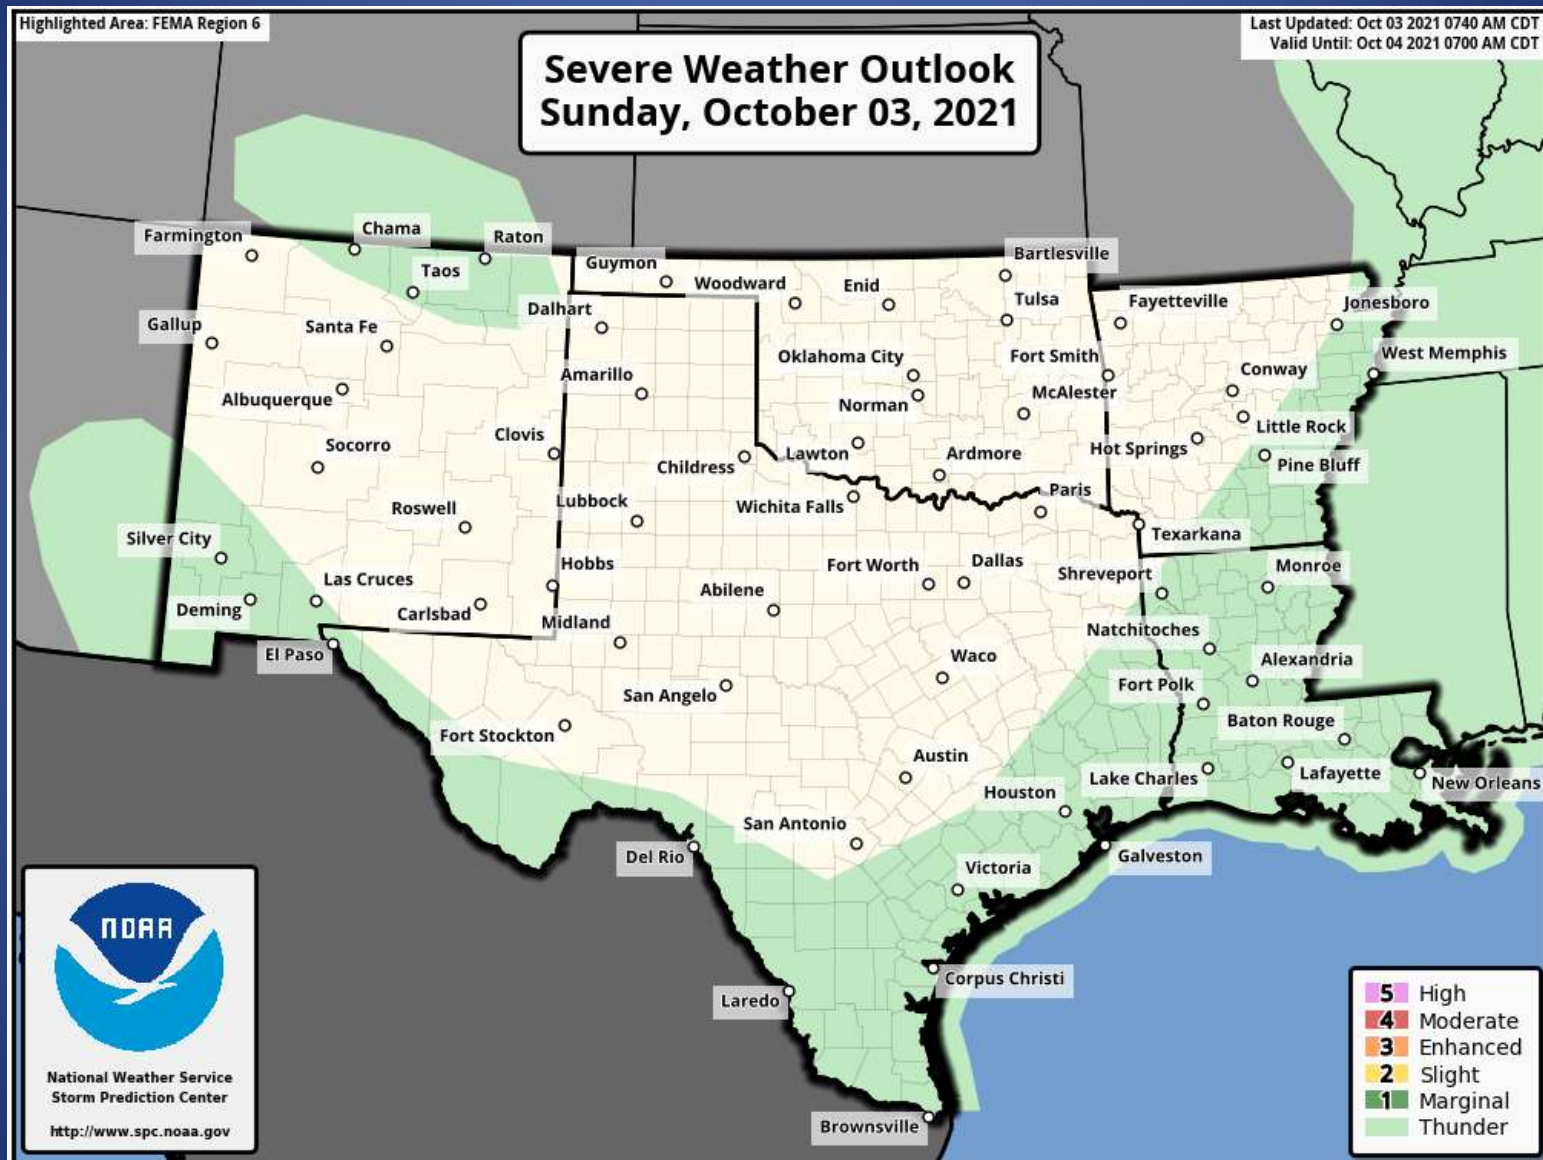 Highlighted Area: FEMA Region 6
Last Updated: Oct 03 2021 0740 AM CDT
Valid Until: Oct 04 2021 0700 AM CDT
Severe Weather Outlook
Sunday, October 03, 2021
Farmington
Chama
Raton
Taos
Guymon
Woodward
Enid
Bartlesville
Tulsa
Fayetteville
Jonesboro
Gallup
Santa Fe
Dalhart
Albuquerque
Amarillo
Oklahoma City
Fort Smith
Conway
West Memphis
Norman
McAlester
Little Rock
Socorro
Clovis
Childress
Lawton
Ardmore
Hot Springs
Pine Bluff
Roswell
Lubbock
Wichita Falls
Paris
Texarkana
Silver City
Las Cruces
Hobbs
Abilene
Fort Worth
Dallas
Shreveport
Monroe
Deming
Carlsbad
Midland
Natchitoches
El Paso
San Angelo
Waco
Alexandria
Fort Polk
Fort Stockton
Austin
Baton Rouge
Houston
Lake Charles
Lafayette
New Orleans
San Antonio
Del Rio
Victoria
Galveston
Laredo
Corpus Christi
Brownsville
NOAA
National Weather Service
Storm Prediction Center
http://www.spc.noaa.gov
5 High
4 Moderate
3 Enhanced
2 Slight
1 Marginal
Thunder